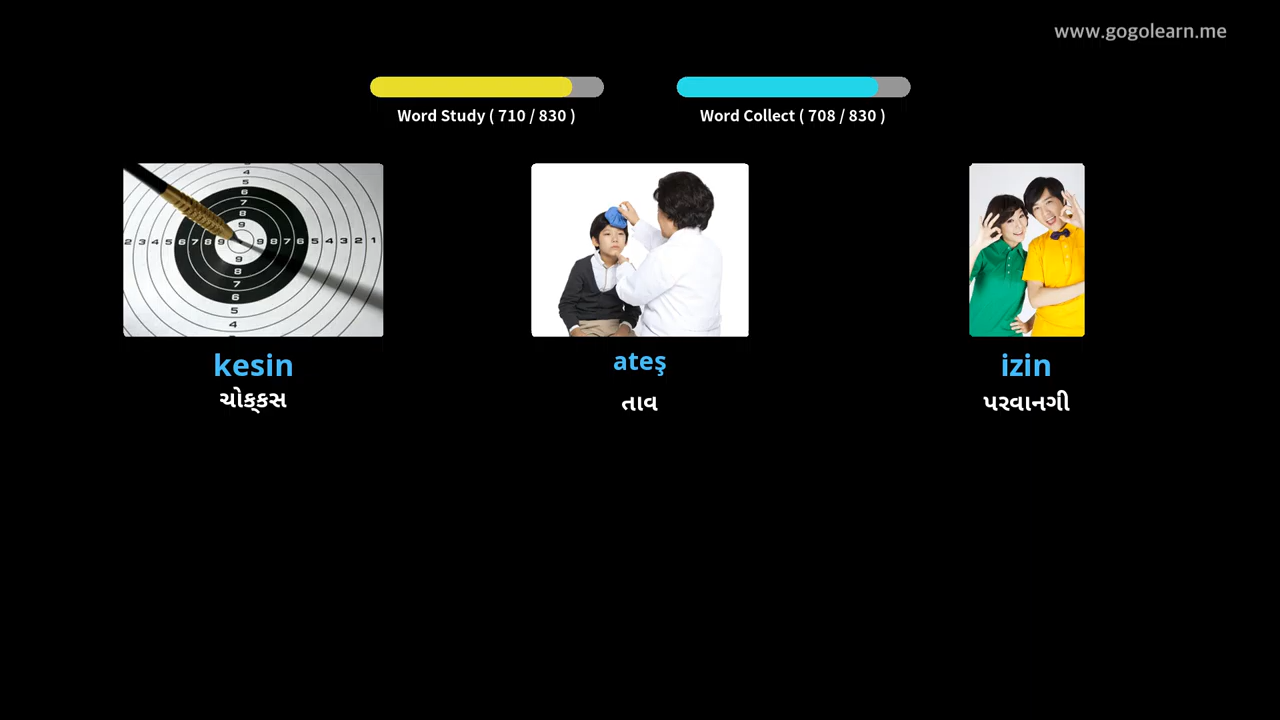 www.gogolearn.me
Word Study ( 710 / 830 )
Word Collect ( 708 / 830 )
kesin
ચોક્કસ
ateş
તાવ
izin
પરવાનગી